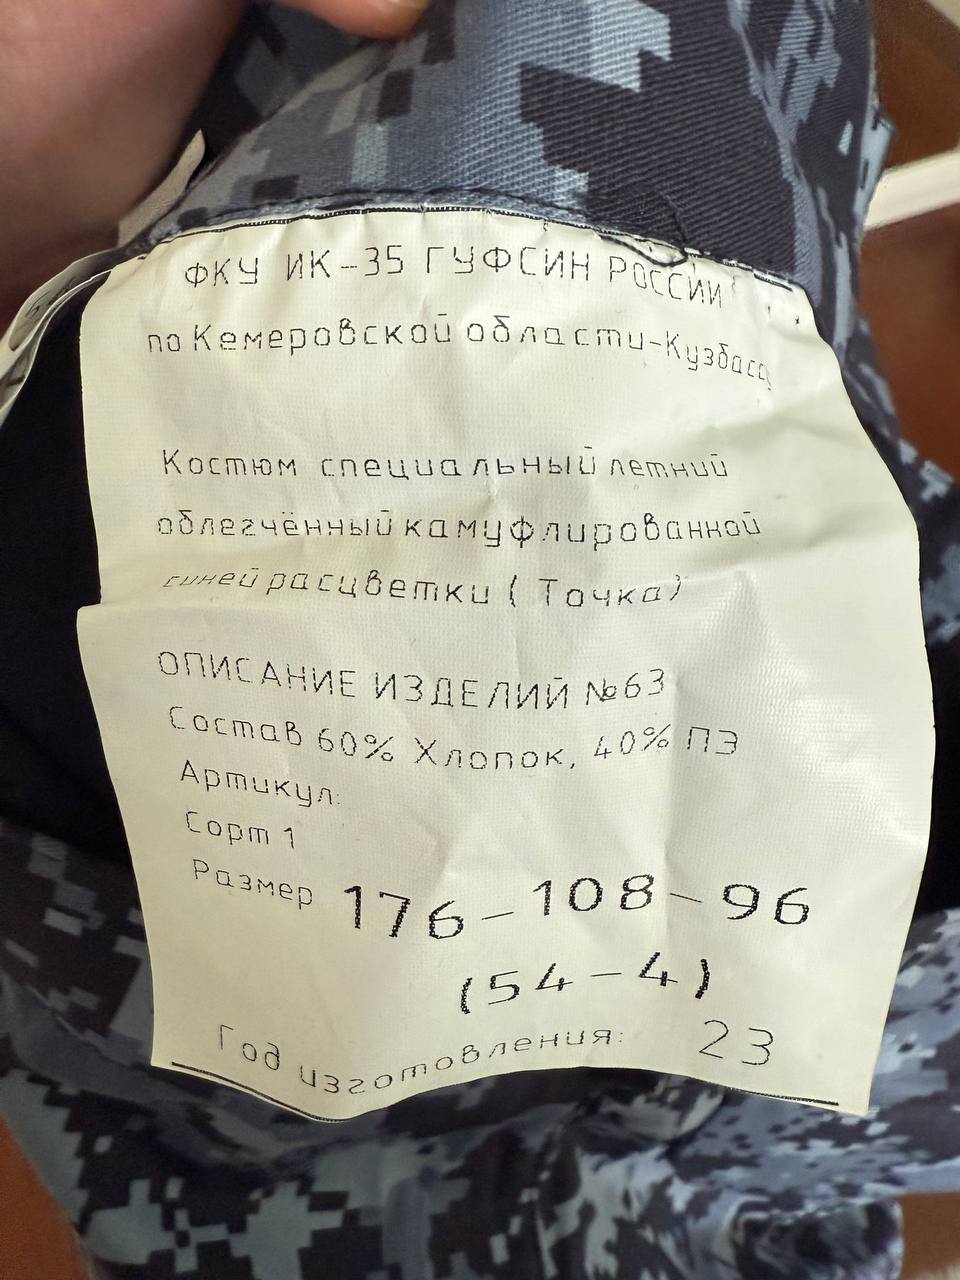 ФКУ ИК-35 ГУФСИН РОССИИ
по Кемеровской области-Кузбассу
Костюм специальный летний
облегчённый камуфлированной
синей расцветки ( Точка)
ОПИСАНИЕ ИЗДЕЛИЙ №63
Состав 60% Хлопок, 40% ПЭ
Артикул:
Сорт 1
Размер 176-108-96
(54-4)
Год изготовления: 23